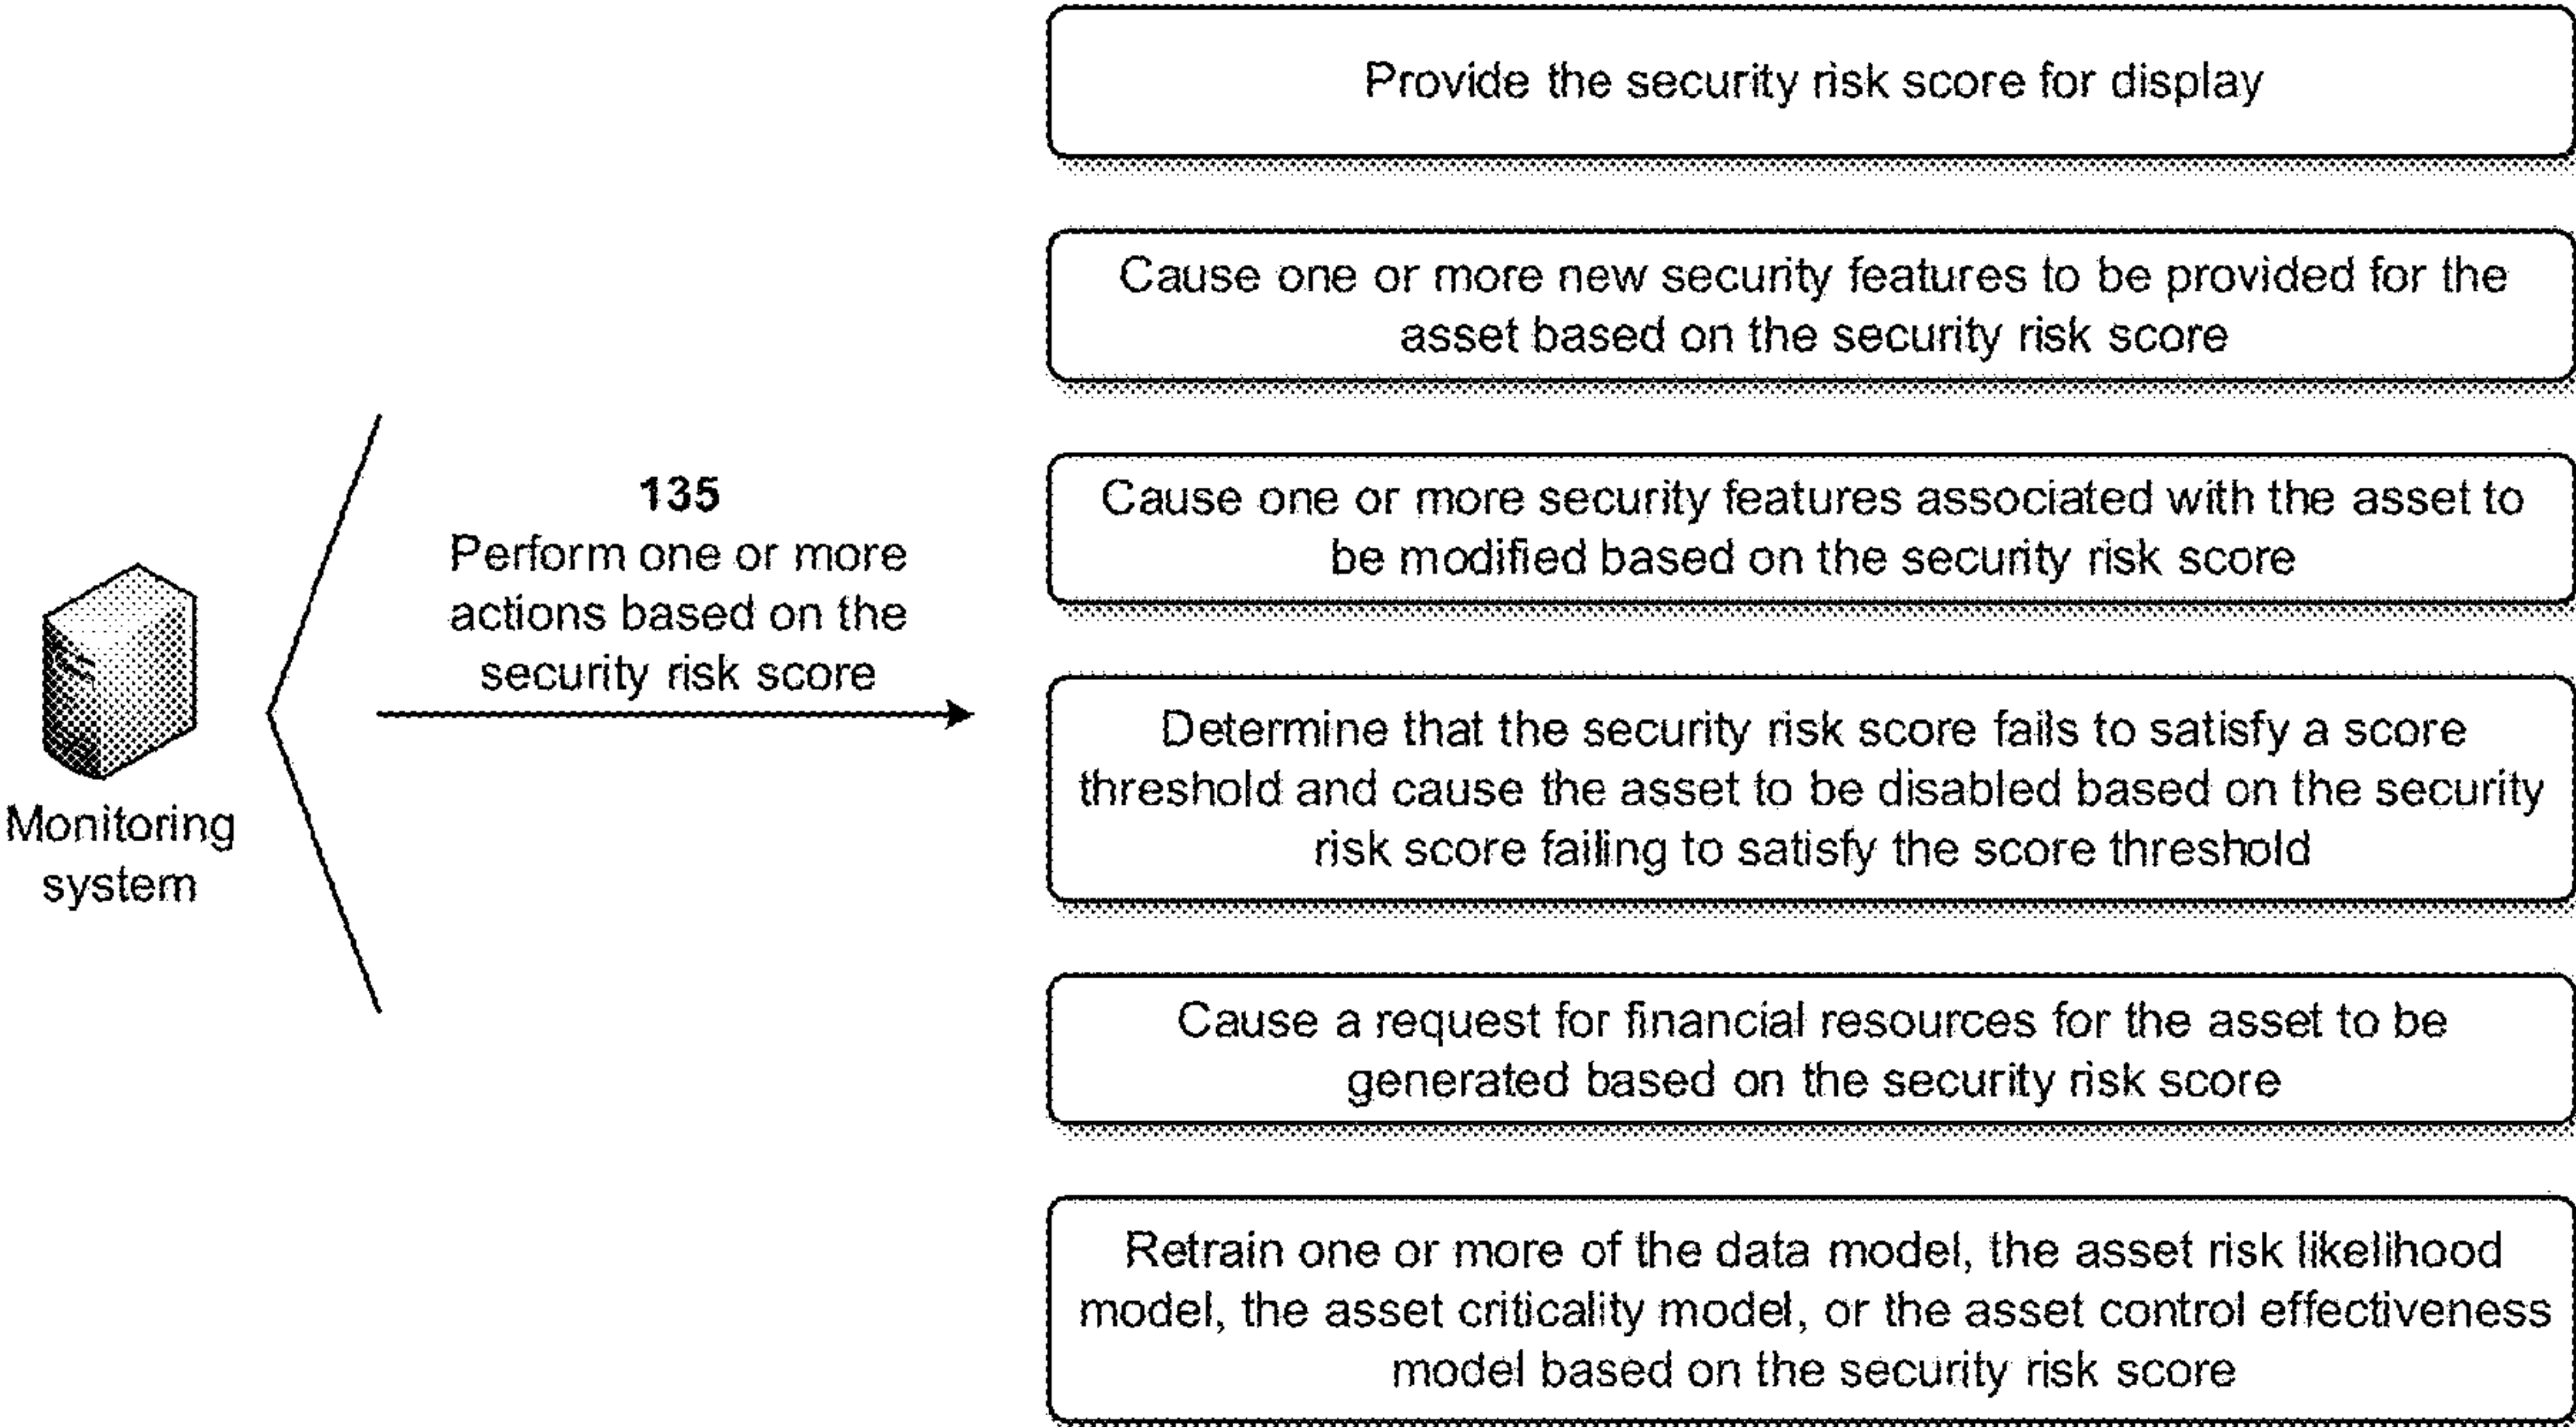 Provide the security risk score for display
Cause one or more new security features to be provided for the
asset based on the security risk score
135
Perform one or more
actions based on the
security risk score
Cause one or more security features associated with the asset to
be modified based on the security risk score
Monitoring
system
Determine that the security risk score fails to satisfy a score
threshold and cause the asset to be disabled based on the security
risk score failing to satisfy the score threshold
Cause a request for financial resources for the asset to be
generated based on the security risk score
Retrain one or more of the data model, the asset risk likelihood
model, the asset criticality model, or the asset control effectiveness
model based on the security risk score